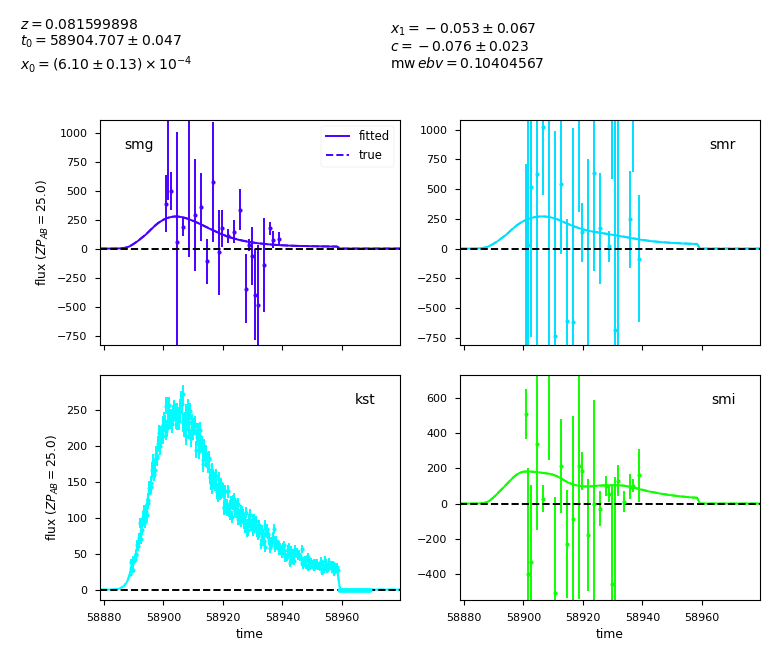 z = 0.081599898
t₀ = 58904.707 ± 0.047
x₀ = (6.10 ± 0.13) × 10⁻⁴
x₁ = −0.053 ± 0.067
c = −0.076 ± 0.023
mw ebv = 0.10404567
smg
fitted
true
1000
750
500
250
0
−250
−500
−750
flux (ZP_AB = 25.0)
smr
1000
750
500
250
0
−250
−500
−750
kst
250
200
150
100
50
0
flux (ZP_AB = 25.0)
58880 58900 58920 58940 58960
time
smi
600
400
200
0
−200
−400
58880 58900 58920 58940 58960
time